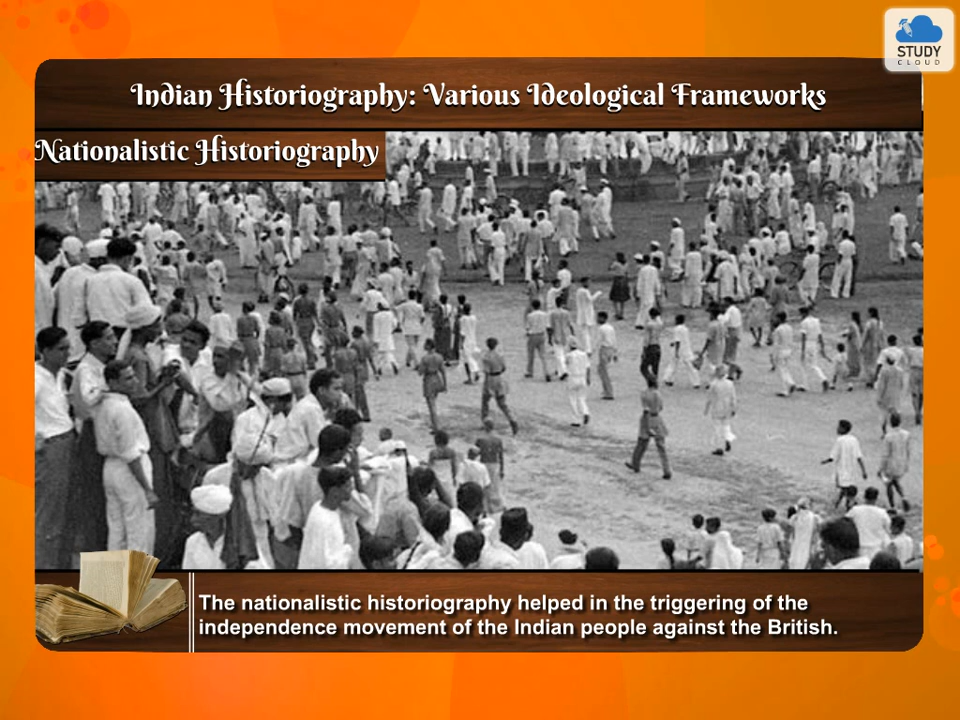 STUDY
CLOUD
Indian Historiography: Various Ideological Frameworks
Nationalistic Historiography
The nationalistic historiography helped in the triggering of the
independence movement of the Indian people against the British.